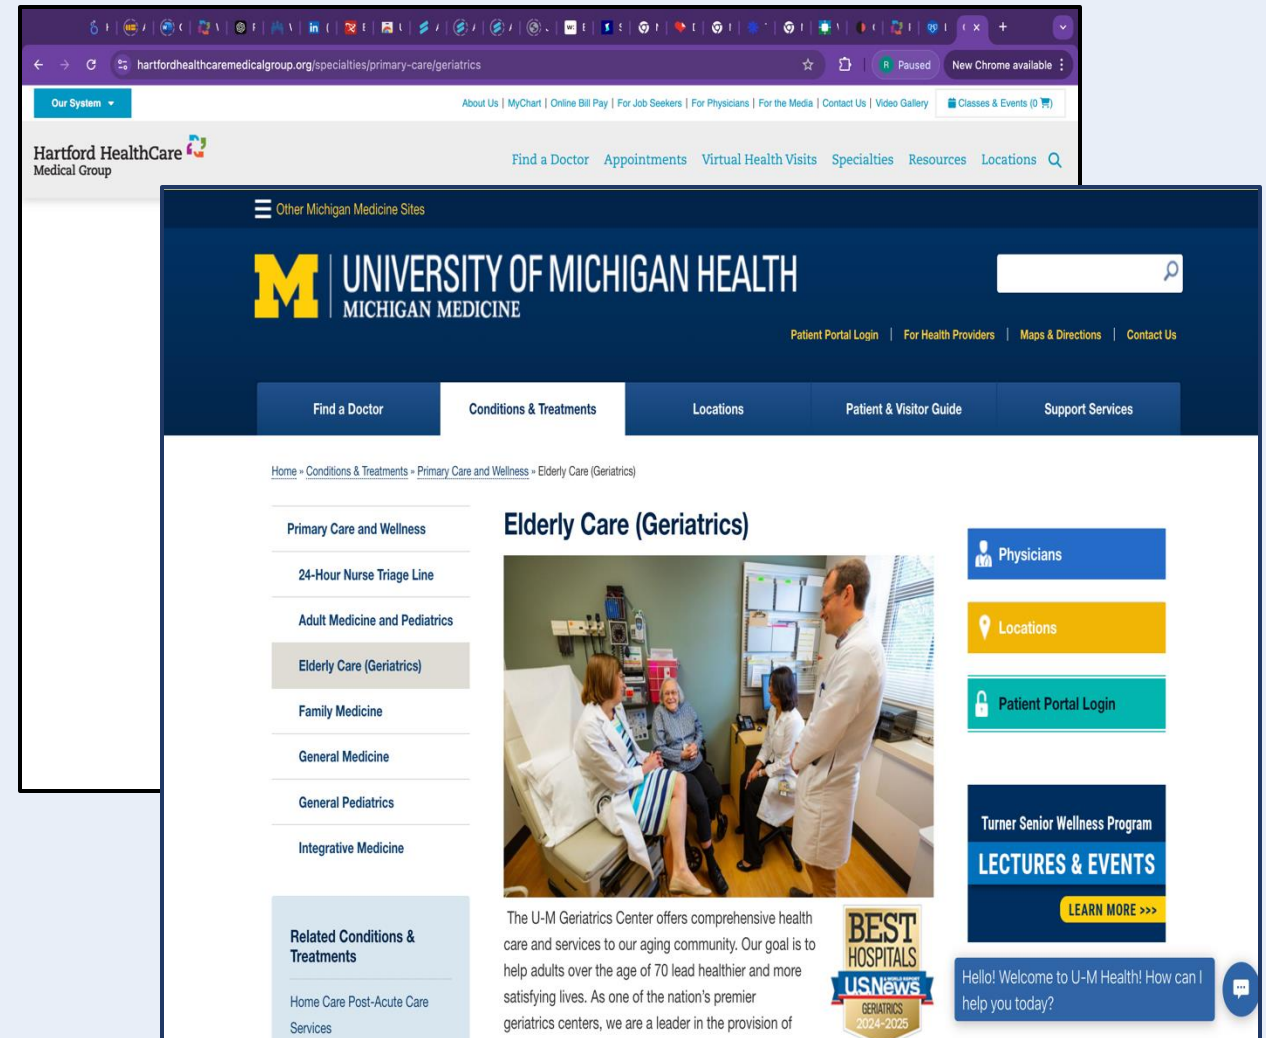 hartfordhealthcaremedicalgroup.org/specialties/primary-care/geriatrics
R Paused
New Chrome available
Our System
About Us | MyChart | Online Bill Pay | For Job Seekers | For Physicians | For the Media | Contact Us | Video Gallery
Classes & Events (0 )
Hartford HealthCare
Medical Group
Find a Doctor Appointments Virtual Health Visits Specialties Resources Locations
Other Michigan Medicine Sites
M | UNIVERSITY OF MICHIGAN HEALTH
MICHIGAN MEDICINE
Patient Portal Login | For Health Providers | Maps & Directions | Contact Us
Find a Doctor
Conditions & Treatments
Locations
Patient & Visitor Guide
Support Services
Home » Conditions & Treatments » Primary Care and Wellness » Elderly Care (Geriatrics)
Primary Care and Wellness
24-Hour Nurse Triage Line
Adult Medicine and Pediatrics
Elderly Care (Geriatrics)
Family Medicine
General Medicine
General Pediatrics
Integrative Medicine
Related Conditions &
Treatments
Home Care Post-Acute Care
Services
Elderly Care (Geriatrics)
The U-M Geriatrics Center offers comprehensive health
care and services to our aging community. Our goal is to
help adults over the age of 70 lead healthier and more
satisfying lives. As one of the nation's premier
geriatrics centers, we are a leader in the provision of
BEST
HOSPITALS
U.S.News
& WORLD REPORT
GERIATRICS
2024-2025
Physicians
Locations
Patient Portal Login
Turner Senior Wellness Program
LECTURES & EVENTS
LEARN MORE >>>
Hello! Welcome to U-M Health! How can I
help you today?